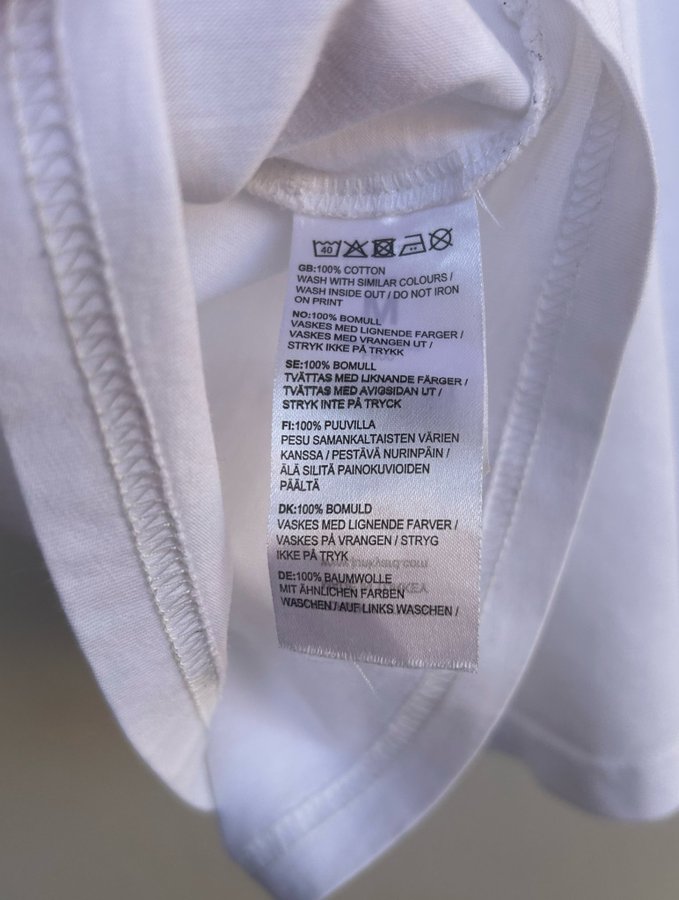 40
GB:100% COTTON
WASH WITH SIMILAR COLOURS /
WASH INSIDE OUT / DO NOT IRON
ON PRINT
NO:100% BOMULL
VASKES MED LIGNENDE FARGER /
VASKES MED VRANGEN UT /
STRYK IKKE PÅ TRYKK
SE:100% BOMULL
TVÄTTAS MED LIKNANDE FÄRGER /
TVÄTTAS MED AVIGSIDAN UT /
STRYK INTE PÅ TRYCK
FI:100% PUUVILLA
PESU SAMANKALTAISTEN VÄRIEN
KANSSA / PESTÄVÄ NURINPÄIN /
ÄLÄ SILITÄ PAINOKUVIOIDEN
PÄÄLTÄ
DK:100% BOMULD
VASKES MED LIGNENDE FARVER /
VASKES PÅ VRANGEN / STRYG
IKKE PÅ TRYK
DE:100% BAUMWOLLE
MIT ÄHNLICHEN FARBEN
WASCHEN / AUF LINKS WASCHEN /